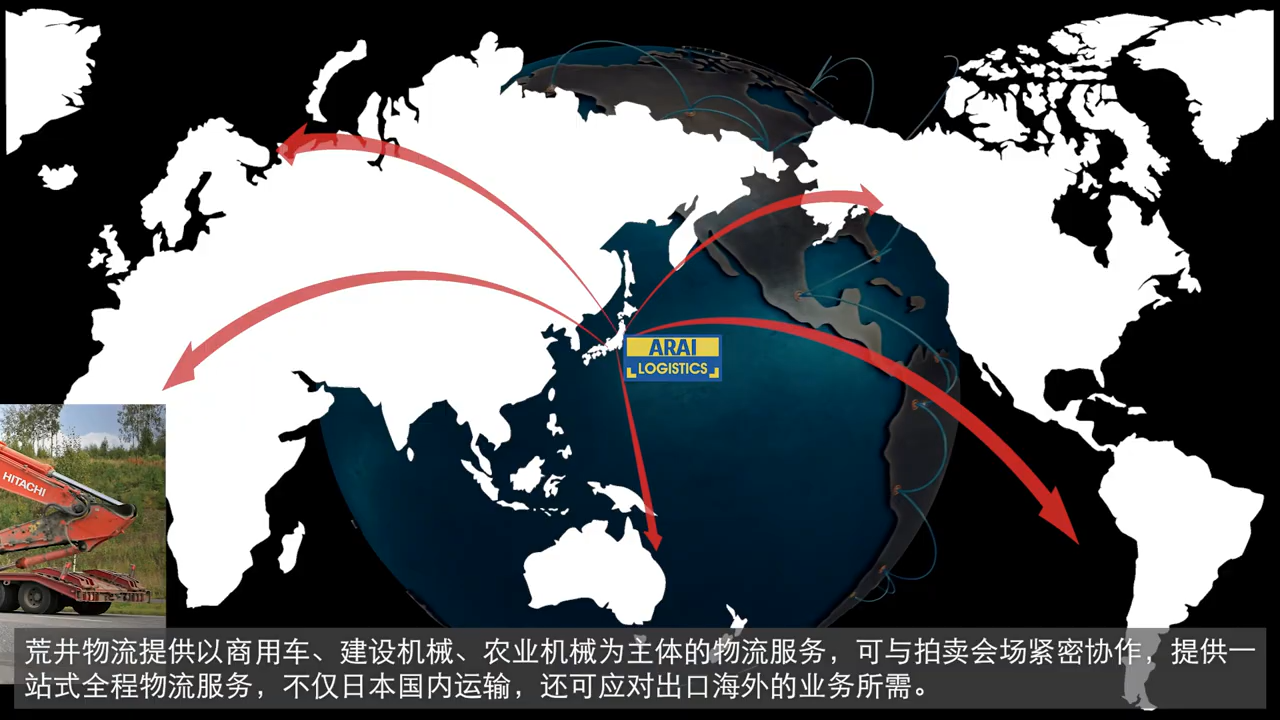 ARAI
LOGISTICS
HITACHI
荒井物流提供以商用车、建设机械、农业机械为主体的物流服务，可与拍卖会场紧密协作，提供一
站式全程物流服务，不仅日本国内运输，还可应对出口海外的业务所需。